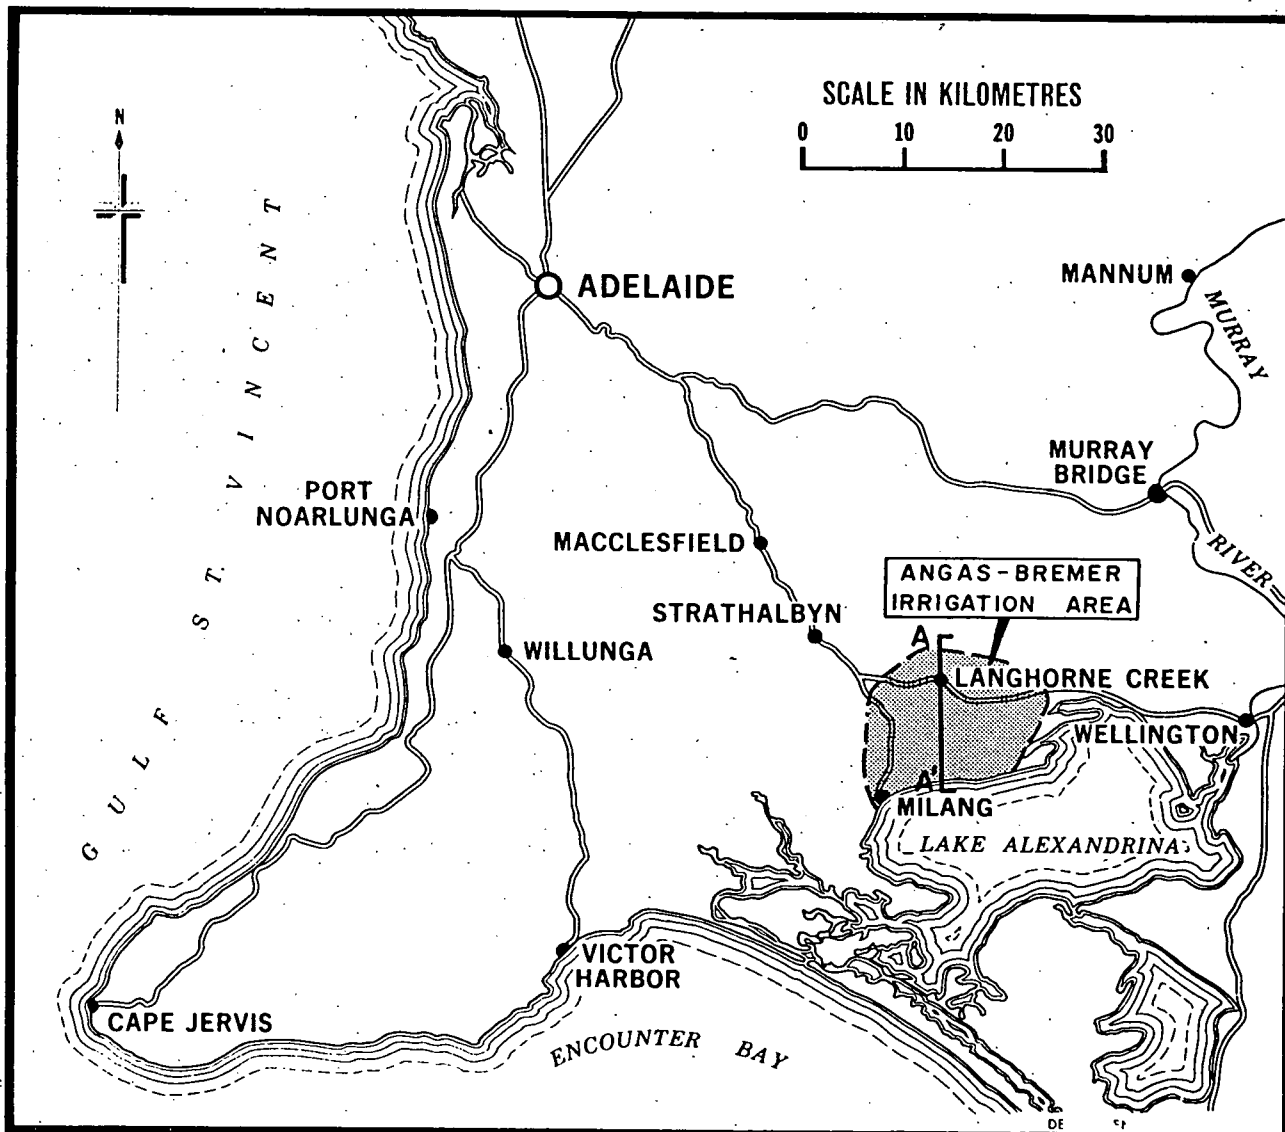 SCALE IN KILOMETRES
0 10 20 30
N
ADELAIDE
MANNUM
MURRAY
GULF ST. VINCENT
PORT
NOARLUNGA
MURRAY
BRIDGE
MACCLESFIELD
RIVER
ANGAS-BREMER
IRRIGATION AREA
STRATHALBYN
A
WILLUNGA
LANGHORNE CREEK
WELLINGTON
A'
MILANG
LAKE ALEXANDRINA
VICTOR
HARBOR
CAPE JERVIS
ENCOUNTER BAY